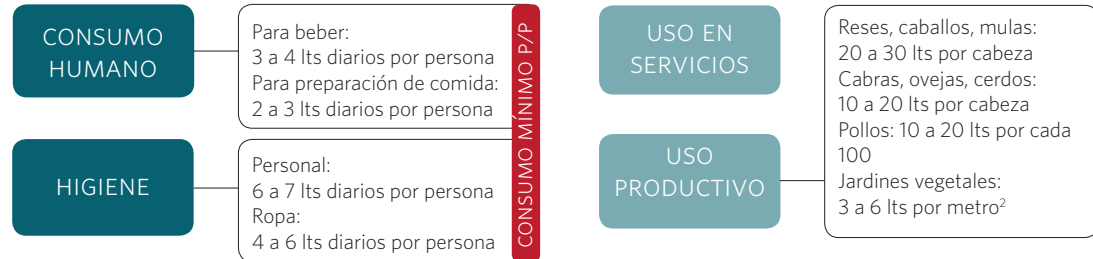 CONSUMO
HUMANO
Para beber:
3 a 4 lts diarios por persona
Para preparación de comida:
2 a 3 lts diarios por persona
HIGIENE
Personal:
6 a 7 lts diarios por persona
Ropa:
4 a 6 lts diarios por persona
CONSUMO MÍNIMO P/P
USO EN
SERVICIOS
USO
PRODUCTIVO
Reses, caballos, mulas:
20 a 30 lts por cabeza
Cabras, ovejas, cerdos:
10 a 20 lts por cabeza
Pollos: 10 a 20 lts por cada
100
Jardines vegetales:
3 a 6 lts por metro²